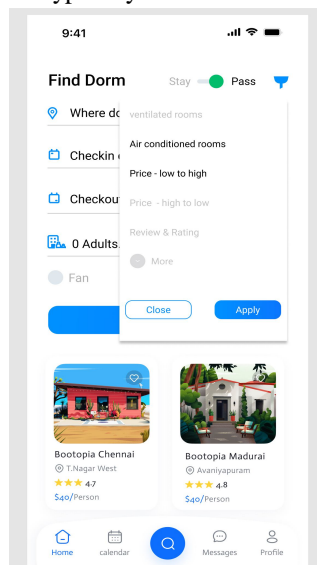 9:41
Find Dorm
Stay
Pass
Where do
ventilated rooms
Air conditioned rooms
Checkin
Price - low to high
Checkou
Price - high to low
Review & Rating
0 Adults
More
Fan
Close
Apply
Bootopia Chennai
T.Nagar West
4.7
$40/Person
Bootopia Madurai
Avaniyapuram
4.8
$40/Person
Home
calendar
Messages
Profile